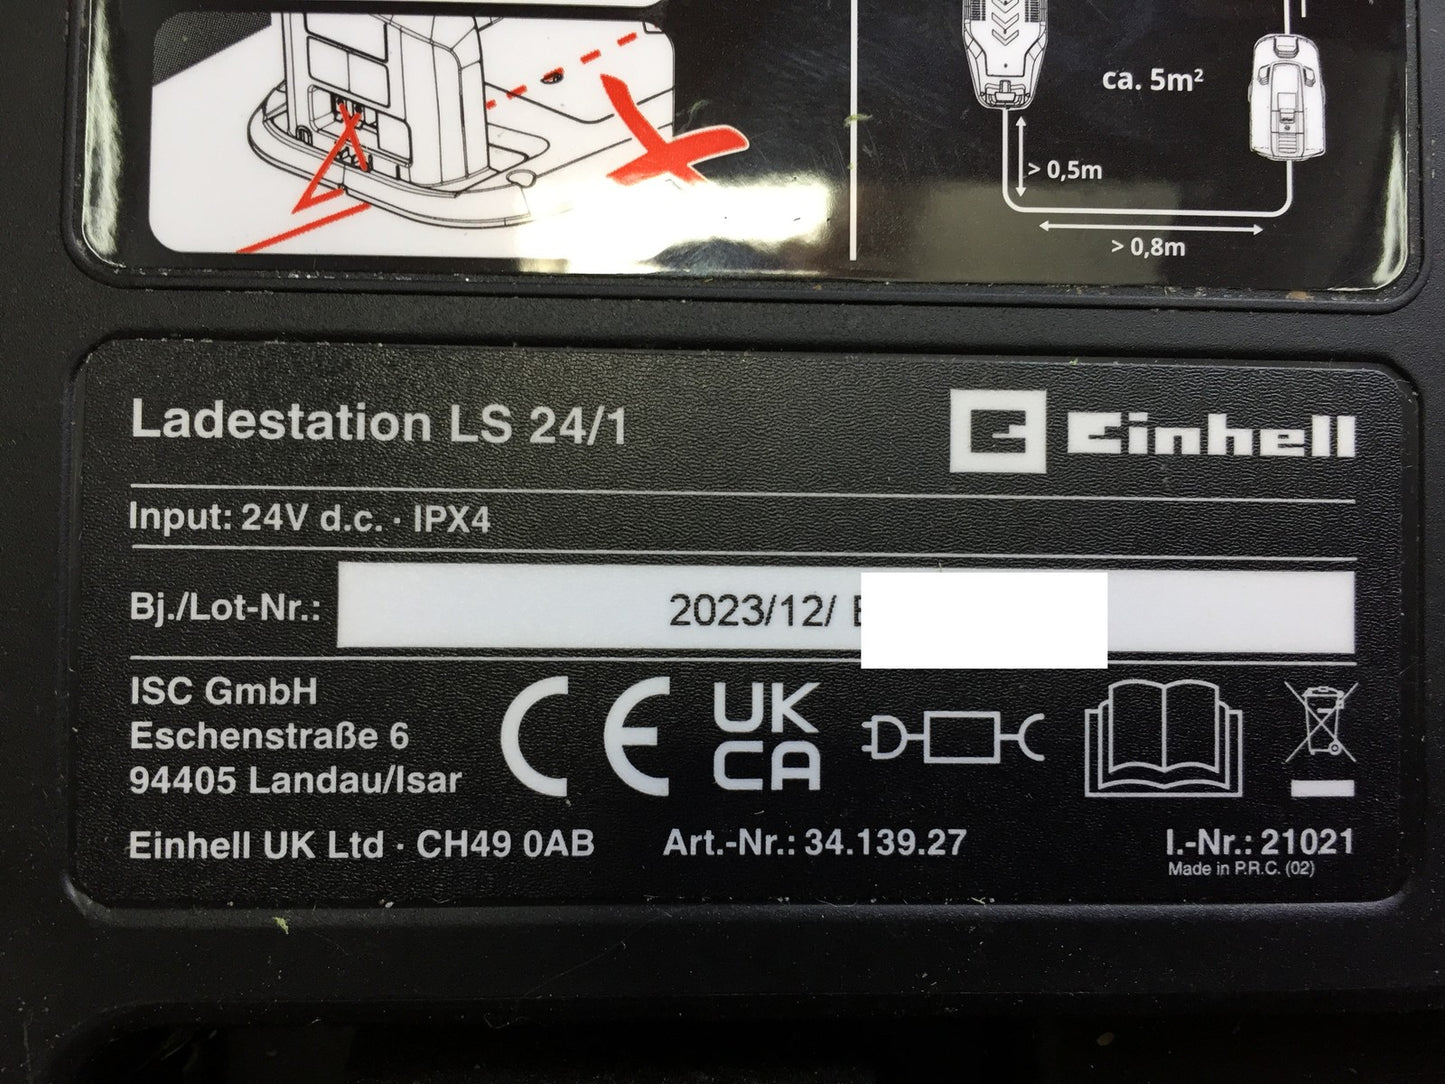 ca. 5m²
> 0,5m
> 0,8m
Ladestation LS 24/1
Einhell
Input: 24V d.c. · IPX4
Bj./Lot-Nr.: 2023/12/
ISC GmbH
Eschenstraße 6
94405 Landau/Isar
CE UK CA
Einhell UK Ltd · CH49 0AB Art.-Nr.: 34.139.27 I.-Nr.: 21021
Made in P.R.C. (02)